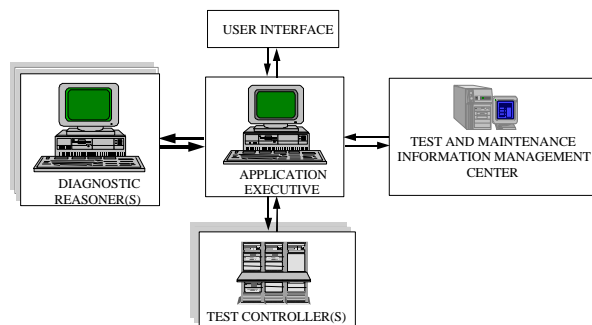 USER INTERFACE
DIAGNOSTIC
REASONER(S)
APPLICATION
EXECUTIVE
TEST AND MAINTENANCE
INFORMATION MANAGEMENT
CENTER
TEST CONTROLLER(S)